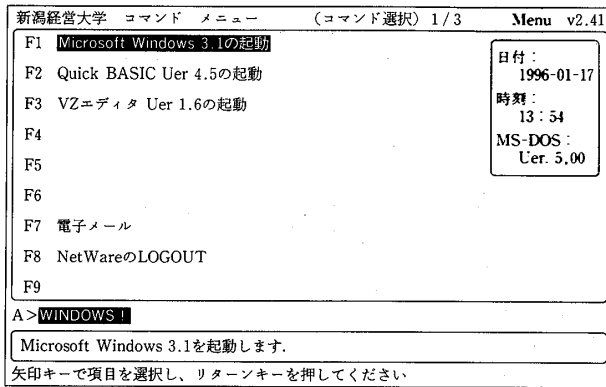 新潟経営大学 コマンド メニュー (コマンド選択) 1/3 Menu v2.41
F1 Microsoft Windows 3.1の起動
F2 Quick BASIC Uer 4.5の起動
F3 VZエディタ Uer 1.6の起動
F4
F5
F6
F7 電子メール
F8 NetWareのLOGOUT
F9
日付:
1996-01-17
時刻:
13:54
MS-DOS:
Uer. 5.00
A>WINDOWS !
Microsoft Windows 3.1を起動します.
矢印キーで項目を選択し、リターンキーを押してください